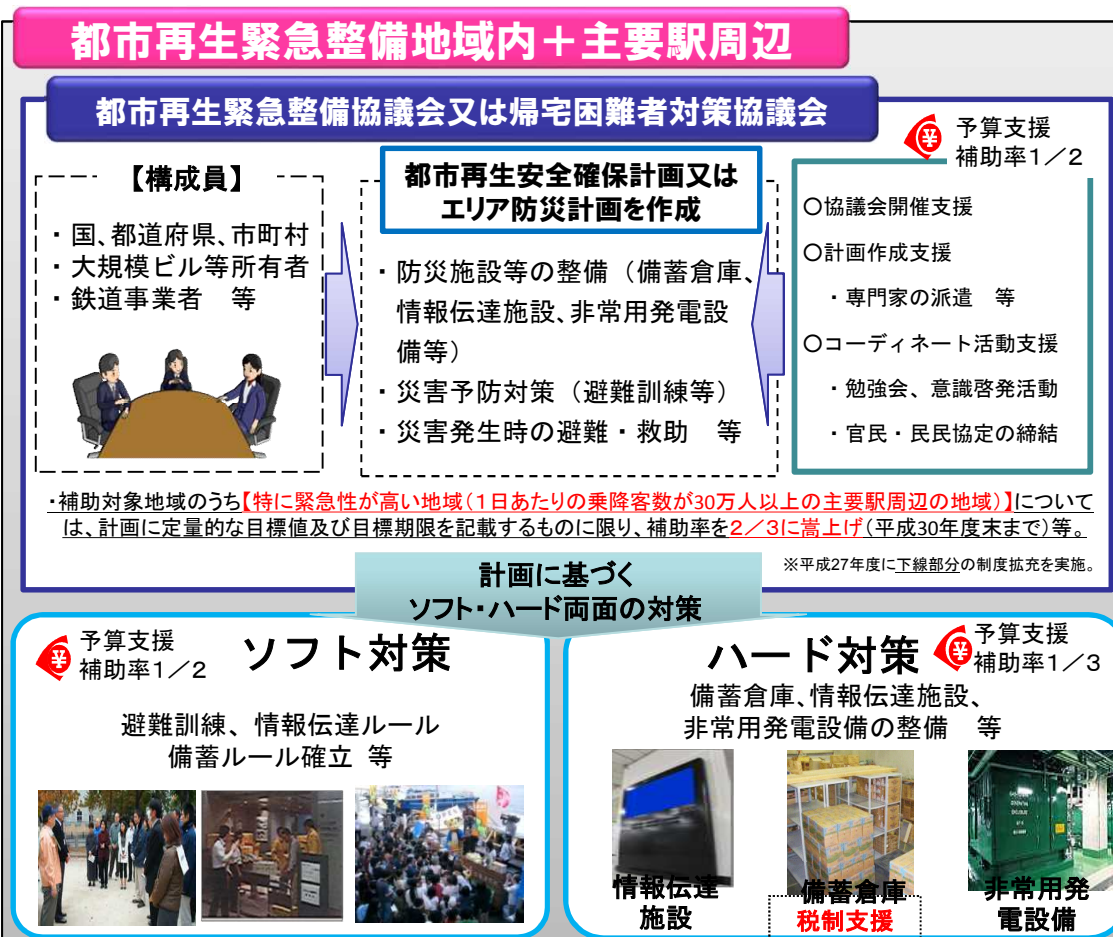 都市再生緊急整備地域内＋主要駅周辺
都市再生緊急整備協議会又は帰宅困難者対策協議会
【構成員】
・国、都道府県、市町村
・大規模ビル等所有者
・鉄道事業者　等
都市再生安全確保計画又は
エリア防災計画を作成
・防災施設等の整備（備蓄倉庫、
情報伝達施設、非常用発電設
備等）
・災害予防対策（避難訓練等）
・災害発生時の避難・救助　等
¥
予算支援
補助率1／2
○協議会開催支援
○計画作成支援
・専門家の派遣　等
○コーディネート活動支援
・勉強会、意識啓発活動
・官民・民民協定の締結
・補助対象地域のうち【特に緊急性が高い地域（1日あたりの乗降客数が30万人以上の主要駅周辺の地域）】について
は、計画に定量的な目標値及び目標期限を記載するものに限り、補助率を2／3に嵩上げ（平成30年度末まで）等。
※平成27年度に下線部分の制度拡充を実施。
計画に基づく
ソフト・ハード両面の対策
¥
予算支援
補助率1／2
ソフト対策
避難訓練、情報伝達ルール
備蓄ルール確立 等
ハード対策
¥
予算支援
補助率1／3
備蓄倉庫、情報伝達施設、
非常用発電設備の整備　等
情報伝達
施設
備蓄倉庫
税制支援
非常用発
電設備